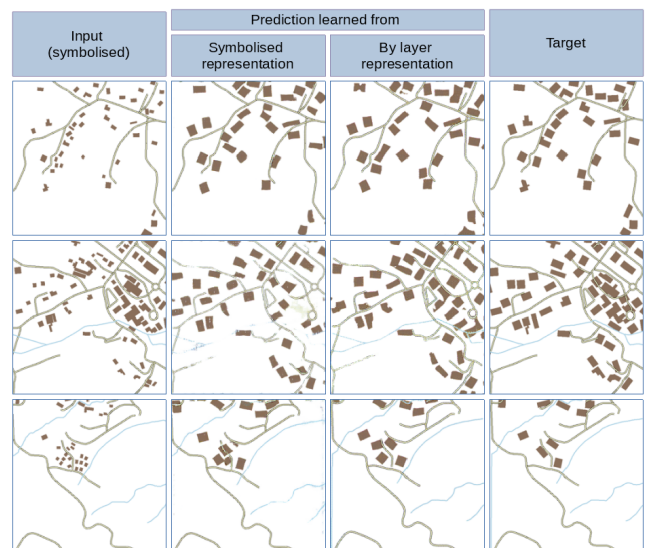 Input
(symbolised)
Prediction learned from
Symbolised
representation
By layer
representation
Target